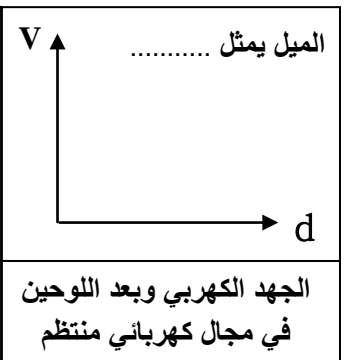 V
الميل يمثل ...........
d
الجهد الكهربي وبعد اللوحين
في مجال كهربائي منتظم